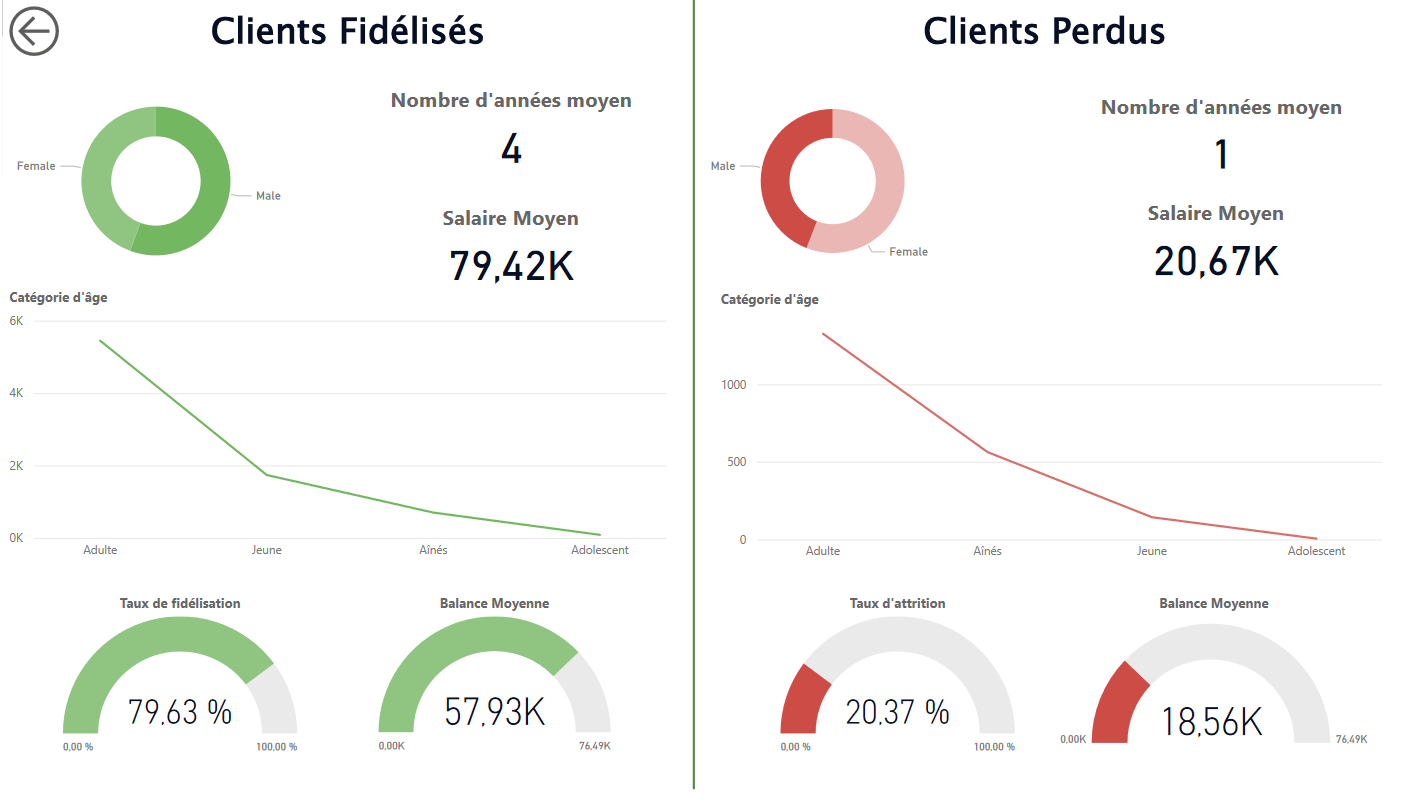 Clients Fidélisés
Nombre d'années moyen
4
Female
Male
Salaire Moyen
79,42K
Catégorie d'âge
6K
4K
2K
0K
Adulte
Jeune
Aînés
Adolescent
Taux de fidélisation
79,63 %
0,00 %
100,00 %
Balance Moyenne
57,93K
0,00K
76,49K
Clients Perdus
Nombre d'années moyen
1
Male
Female
Salaire Moyen
20,67K
Catégorie d'âge
1000
500
0
Adulte
Aînés
Jeune
Adolescent
Taux d'attrition
20,37 %
0,00 %
100,00 %
Balance Moyenne
18,56K
0,00K
76,49K